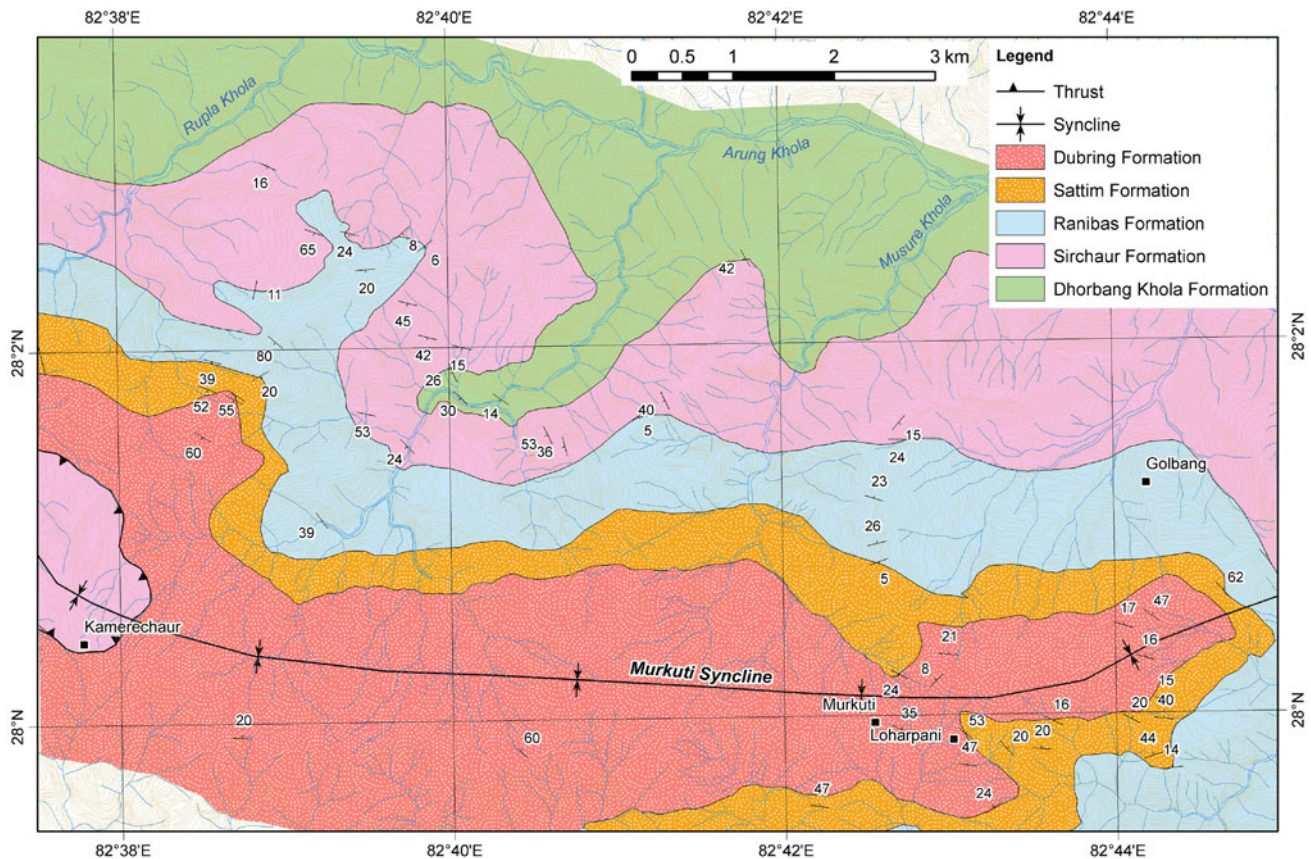 82°38'E 82°40'E 82°42'E 82°44'E
0 0.5 1 2 3 km
Legend
Thrust
Syncline
Dubring Formation
Sattim Formation
Ranibas Formation
Sirchaur Formation
Dhorbang Khola Formation
Rupla Khola
Arung Khola
Musure Khola
16
65
24
8
6
42
11
20
45
28°2'N
28°2'N
80
42
15
39
20
26
52
55
30
14
40
5
60
53
24
53
36
15
24
Golbang
23
39
26
5
62
Kamerechaur
17
47
21
16
8
Murkuti Syncline
24
15
Murkuti
20
40
28°N
28°N
20
35
53
16
Loharpani
60
47
20
20
44
14
47
24
82°38'E 82°40'E 82°42'E 82°44'E